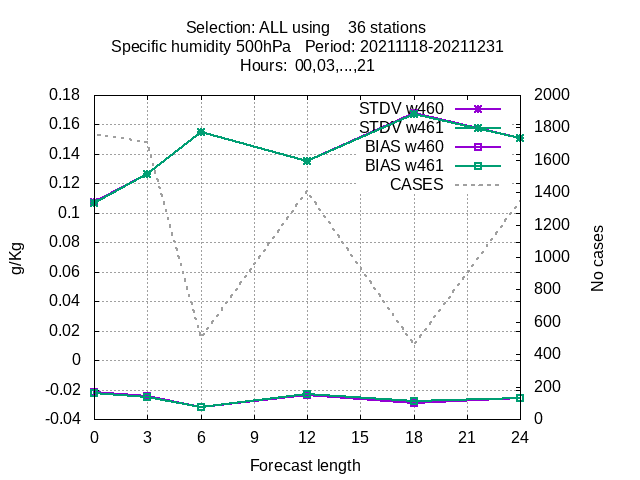 Selection: ALL using 36 stations
Specific humidity 500hPa Period: 20211118-20211231
Hours: 00,03,...,21
0.18
0.16
0.14
0.12
0.1
0.08
0.06
0.04
0.02
0
-0.02
-0.04
g/Kg
STDV w460
STDV w461
BIAS w460
BIAS w461
CASES
2000
1800
1600
1400
1200
1000
800
600
400
200
0
No cases
0 3 6 9 12 15 18 21 24
Forecast length